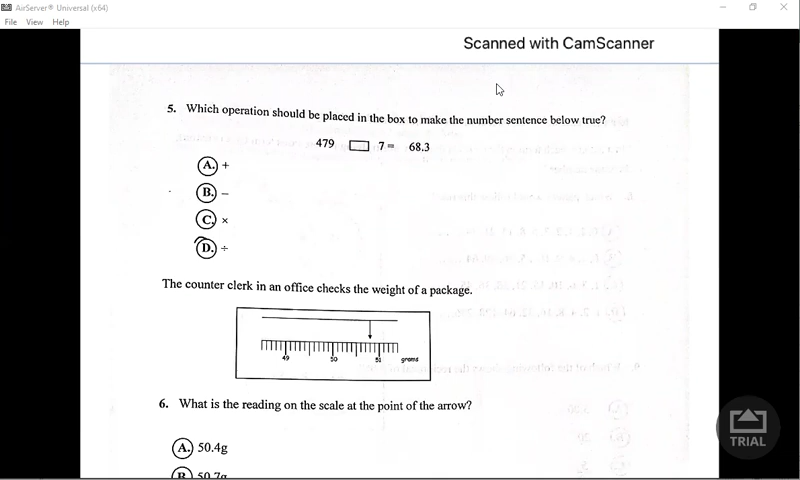 AirServer® Universal (x64)
File View Help
Scanned with CamScanner
5. Which operation should be placed in the box to make the number sentence below true?
479 7 = 68.3
A. +
B. −
C. ×
D. ÷
The counter clerk in an office checks the weight of a package.
49 50 51 grams
6. What is the reading on the scale at the point of the arrow?
A. 50.4g
B. 50.7g
TRIAL